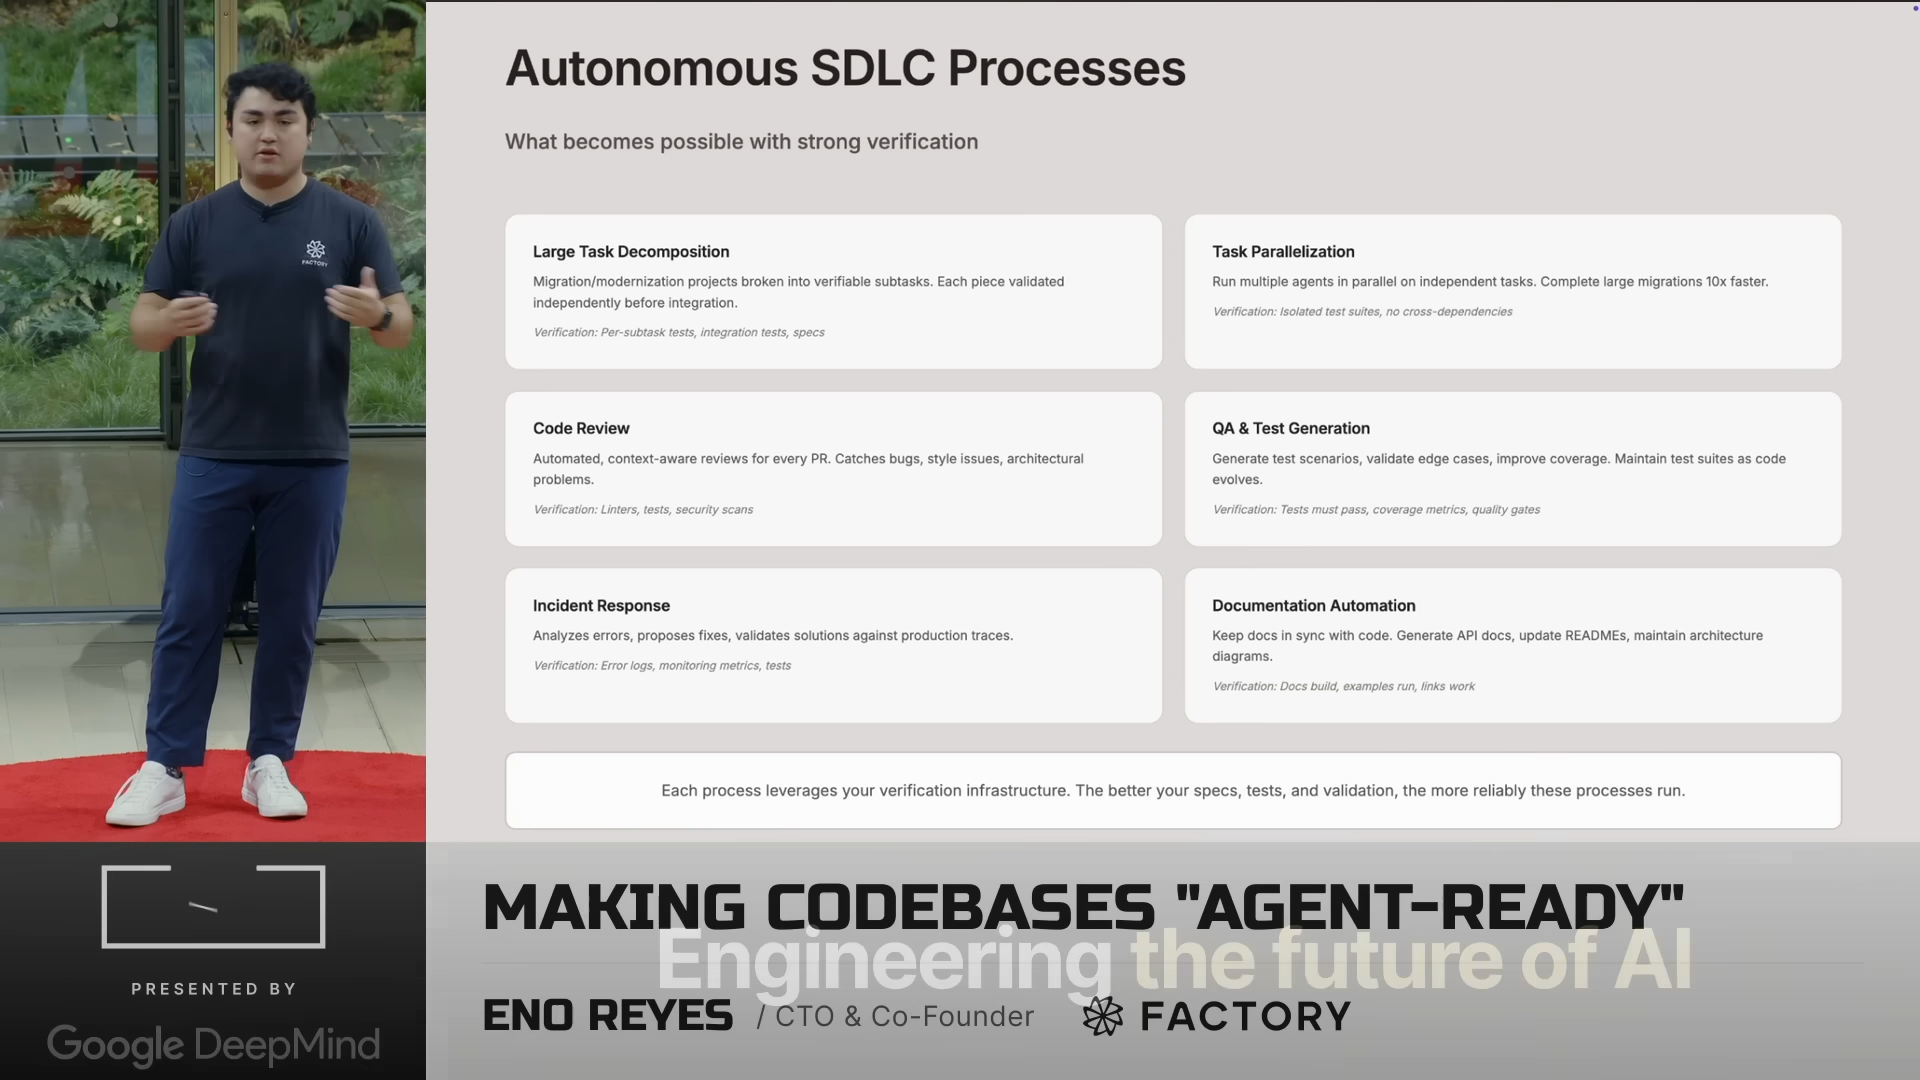 Autonomous SDLC Processes
What becomes possible with strong verification
Large Task Decomposition
Migration/modernization projects broken into verifiable subtasks. Each piece validated
independently before integration.
Verification: Per-subtask tests, integration tests, specs
Task Parallelization
Run multiple agents in parallel on independent tasks. Complete large migrations 10x faster.
Verification: Isolated test suites, no cross-dependencies
Code Review
Automated, context-aware reviews for every PR. Catches bugs, style issues, architectural
problems.
Verification: Linters, tests, security scans
QA & Test Generation
Generate test scenarios, validate edge cases, improve coverage. Maintain test suites as code
evolves.
Verification: Tests must pass, coverage metrics, quality gates
Incident Response
Analyzes errors, proposes fixes, validates solutions against production traces.
Verification: Error logs, monitoring metrics, tests
Documentation Automation
Keep docs in sync with code. Generate API docs, update READMEs, maintain architecture
diagrams.
Verification: Docs build, examples run, links work
Each process leverages your verification infrastructure. The better your specs, tests, and validation, the more reliably these processes run.
FACTORY
MAKING CODEBASES "AGENT-READY"
Engineering the future of AI
ENO REYES / CTO & Co-Founder FACTORY
PRESENTED BY
Google DeepMind